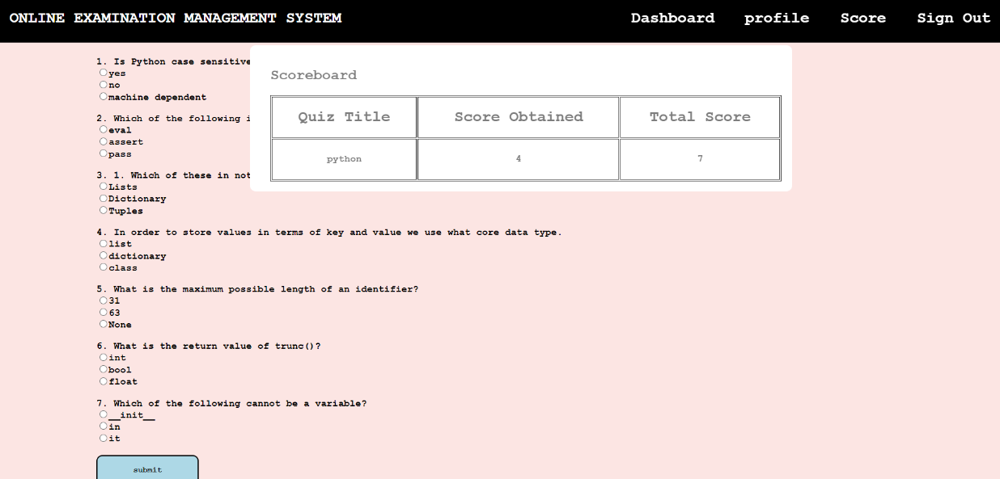 ONLINE EXAMINATION MANAGEMENT SYSTEM Dashboard profile Score Sign Out
1. Is Python case sensitive
yes
no
machine dependent
2. Which of the following i
eval
assert
pass
3. 1. Which of these in not
Lists
Dictionary
Tuples
Scoreboard
Quiz Title Score Obtained Total Score
python 4 7
4. In order to store values in terms of key and value we use what core data type.
list
dictionary
class
5. What is the maximum possible length of an identifier?
31
63
None
6. What is the return value of trunc()?
int
bool
float
7. Which of the following cannot be a variable?
__init__
in
it
submit